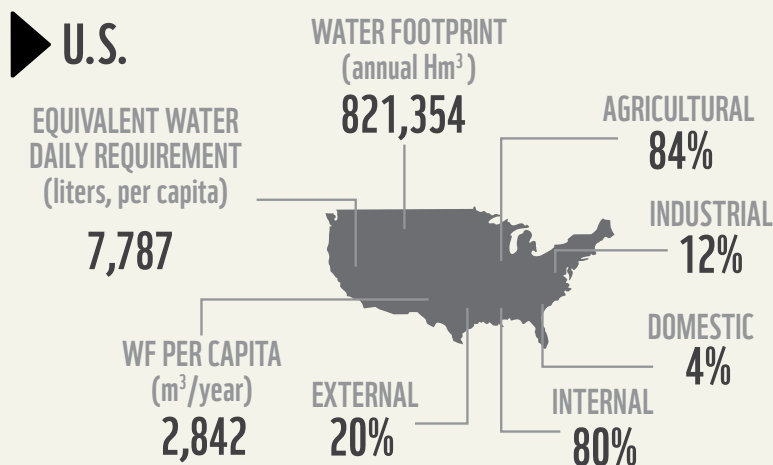 U.S.
WATER FOOTPRINT
(annual Hm³)
821,354
EQUIVALENT WATER
DAILY REQUIREMENT
(liters, per capita)
7,787
AGRICULTURAL
84%
INDUSTRIAL
12%
DOMESTIC
4%
WF PER CAPITA
(m³/year)
2,842
EXTERNAL
20%
INTERNAL
80%